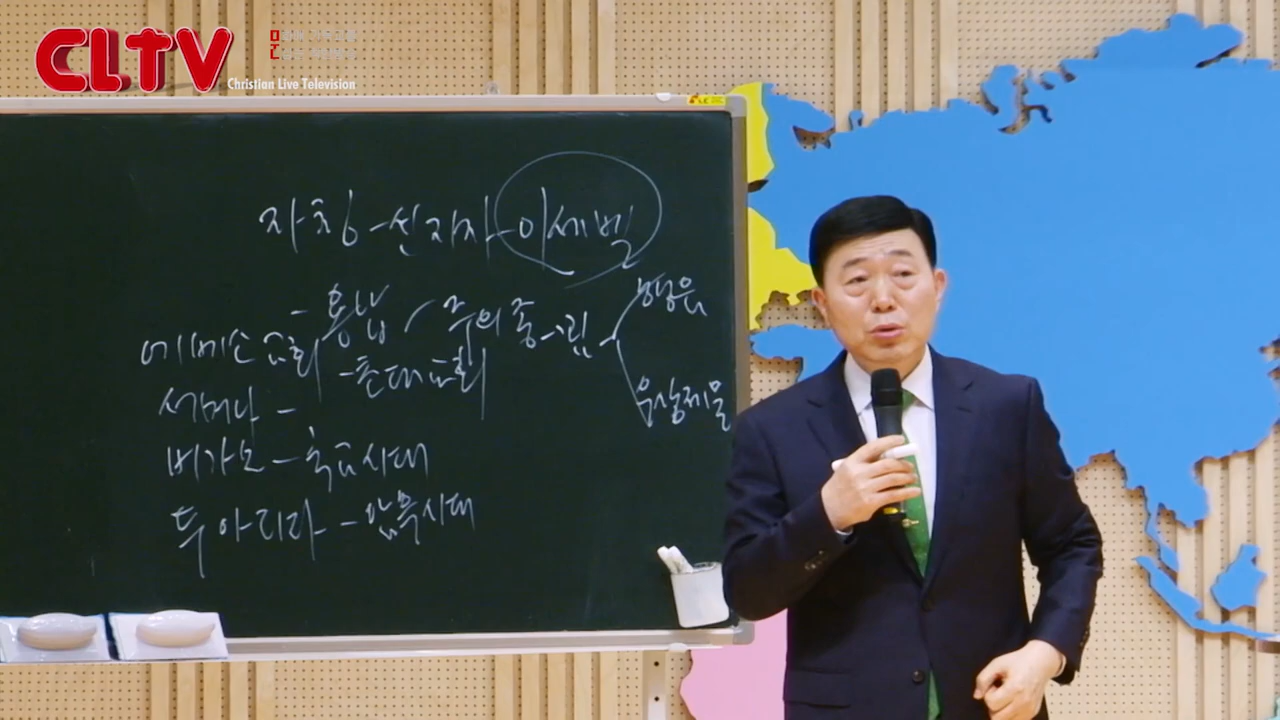 CLTV
Christian Live Television
자칭-선지자-이세벨
- 용납 주의 종
행음
에베소교회
-초대교회
우상제물
서머나 -
버가모 - 국교시대
두아디라 - 암흑시대